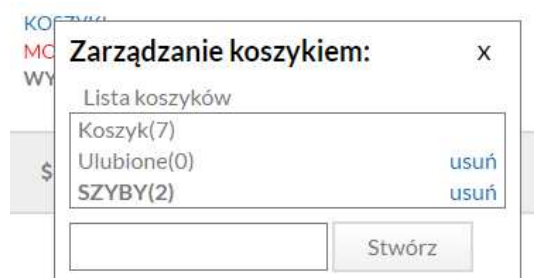 Zarządzanie koszykiem: x
Lista koszyków
Koszyk(7)
Ulubione(0) usuń
SZYBY(2) usuń
$
Stwórz